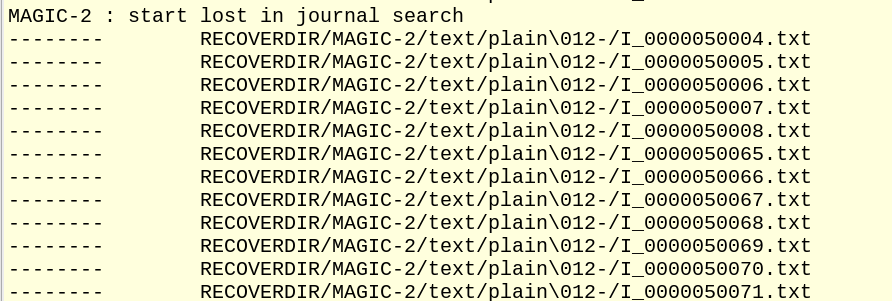 MAGIC-2 : start lost in journal search
--------        RECOVERDIR/MAGIC-2/text/plain\012-/I_0000050004.txt
--------        RECOVERDIR/MAGIC-2/text/plain\012-/I_0000050005.txt
--------        RECOVERDIR/MAGIC-2/text/plain\012-/I_0000050006.txt
--------        RECOVERDIR/MAGIC-2/text/plain\012-/I_0000050007.txt
--------        RECOVERDIR/MAGIC-2/text/plain\012-/I_0000050008.txt
--------        RECOVERDIR/MAGIC-2/text/plain\012-/I_0000050065.txt
--------        RECOVERDIR/MAGIC-2/text/plain\012-/I_0000050066.txt
--------        RECOVERDIR/MAGIC-2/text/plain\012-/I_0000050067.txt
--------        RECOVERDIR/MAGIC-2/text/plain\012-/I_0000050068.txt
--------        RECOVERDIR/MAGIC-2/text/plain\012-/I_0000050069.txt
--------        RECOVERDIR/MAGIC-2/text/plain\012-/I_0000050070.txt
--------        RECOVERDIR/MAGIC-2/text/plain\012-/I_0000050071.txt